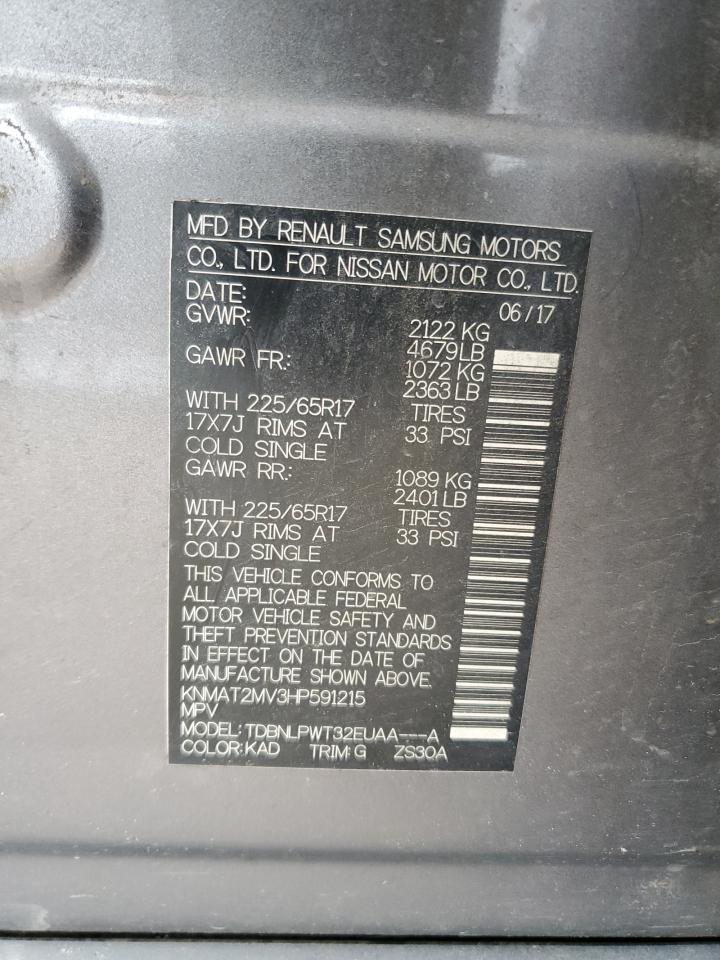 MFD BY RENAULT SAMSUNG MOTORS
CO., LTD. FOR NISSAN MOTOR CO., LTD.
DATE: 06/17
GVWR: 2122 KG
4679 LB
GAWR FR.: 1072 KG
2363 LB
WITH 225/65R17 TIRES
17X7J RIMS AT 33 PSI
COLD SINGLE
GAWR RR.: 1089 KG
2401 LB
WITH 225/65R17 TIRES
17X7J RIMS AT 33 PSI
COLD SINGLE
THIS VEHICLE CONFORMS TO
ALL APPLICABLE FEDERAL
MOTOR VEHICLE SAFETY AND
THEFT PREVENTION STANDARDS
IN EFFECT ON THE DATE OF
MANUFACTURE SHOWN ABOVE.
KNMAT2MV3HP591215
MPV
MODEL: TDBNLPWT32EUAA---A
COLOR: KAD TRIM: G ZS30A